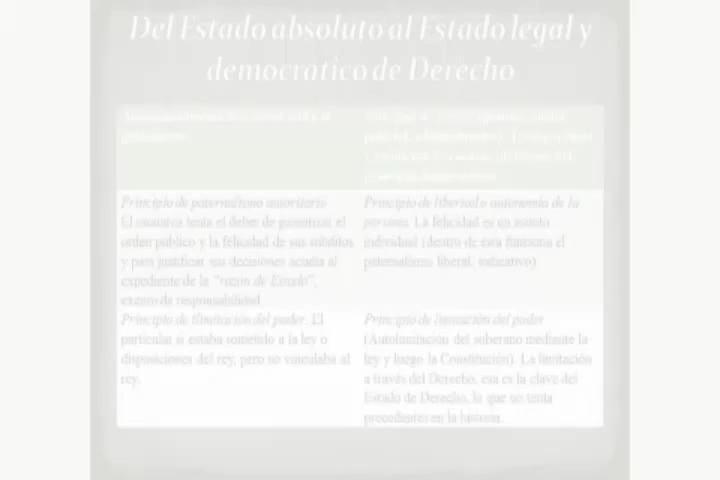 Del Estado absoluto al Estado legal y
democratico de Derecho
Principio de paternalismo autoritario
El monarca tenía el deber de garantizar el
orden público y la felicidad de sus súbditos
y para justificar sus decisiones acudía al
expediente de la "razón de Estado",
exento de responsabilidad.
Principio de libertad o autonomía de la
persona. La felicidad es un asunto
individual (dentro de ésta funciona el
paternalismo liberal, educativo)
Principio de ilimitación del poder. El
particular sí estaba sometido a la ley o
disposiciones del rey, pero no vinculaba al
rey.
Principio de limitación del poder
(Autolimitación del soberano mediante la
ley y luego la Constitución). La limitación
a través del Derecho, esa es la clave del
Estado de Derecho, lo que no tenía
precedentes en la historia.